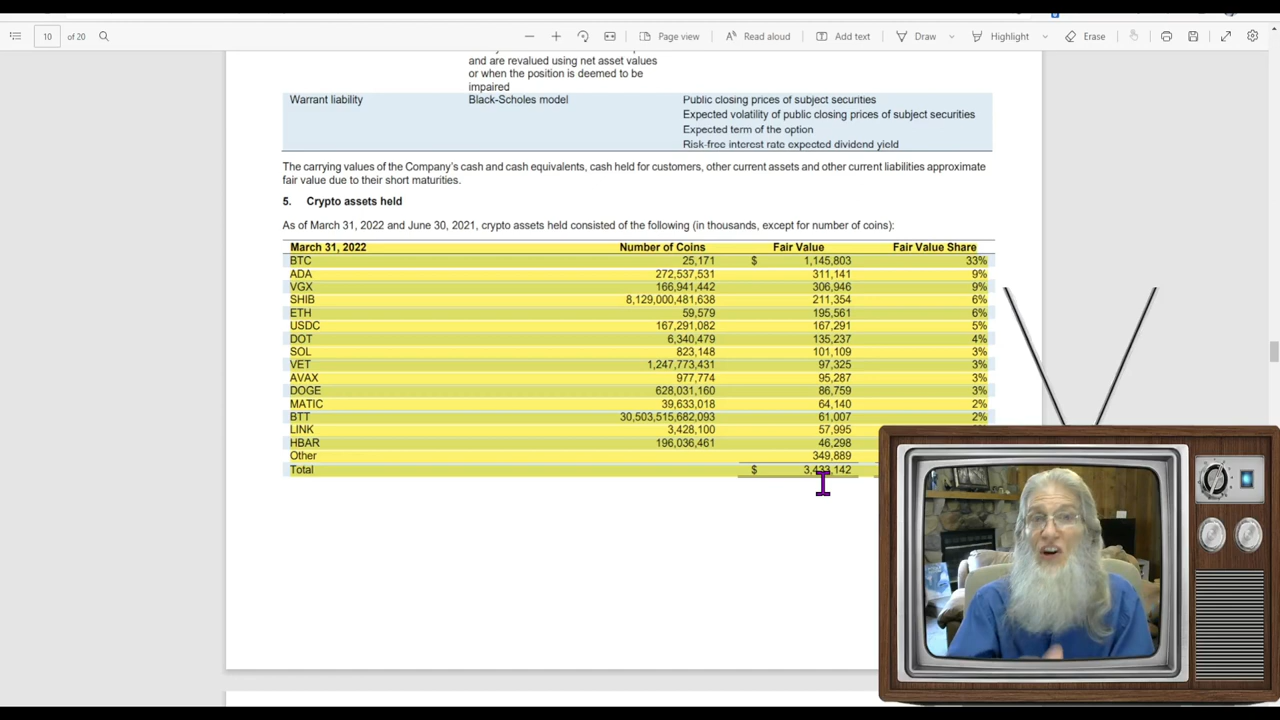 10 of 20 Page view Read aloud Add text Draw Highlight Erase
and are revalued using net asset values
or when the position is deemed to be
impaired
Warrant liability Black-Scholes model Public closing prices of subject securities
Expected volatility of public closing prices of subject securities
Expected term of the option
Risk-free interest rate expected dividend yield
The carrying values of the Company's cash and cash equivalents, cash held for customers, other current assets and other current liabilities approximate
fair value due to their short maturities.
5. Crypto assets held
As of March 31, 2022 and June 30, 2021, crypto assets held consisted of the following (in thousands, except for number of coins):
March 31, 2022 Number of Coins Fair Value Fair Value Share
BTC 25,171 $ 1,145,803 33%
ADA 272,537,531 311,141 9%
VGX 166,941,442 306,946 9%
SHIB 8,129,000,481,638 211,354 6%
ETH 59,579 195,561 6%
USDC 167,291,082 167,291 5%
DOT 6,340,479 135,237 4%
SOL 823,148 101,109 3%
VET 1,247,773,431 97,325 3%
AVAX 977,774 95,287 3%
DOGE 628,031,160 86,759 3%
MATIC 39,633,018 64,140 2%
BTT 30,503,515,682,093 61,007 2%
LINK 3,428,100 57,995
HBAR 196,036,461 46,298
Other 349,889
Total $ 3,433,142